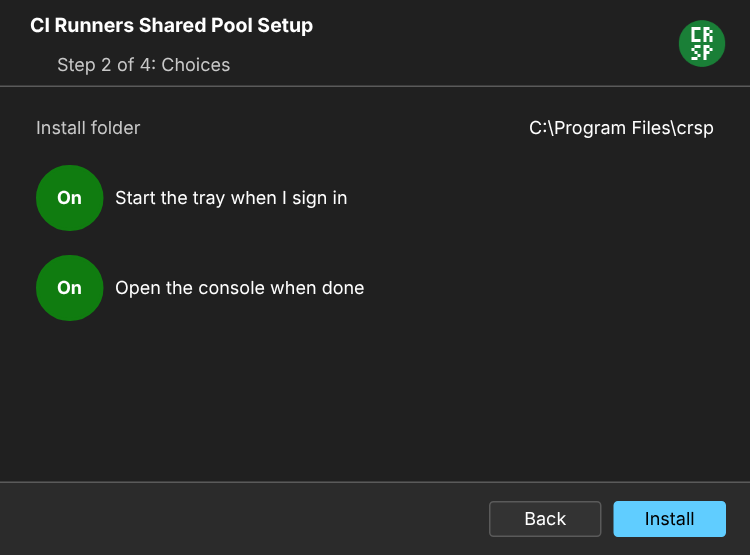 CI Runners Shared Pool Setup
Step 2 of 4: Choices
CR
SP
Install folder
C:\Program Files\crsp
On
Start the tray when I sign in
On
Open the console when done
Back
Install